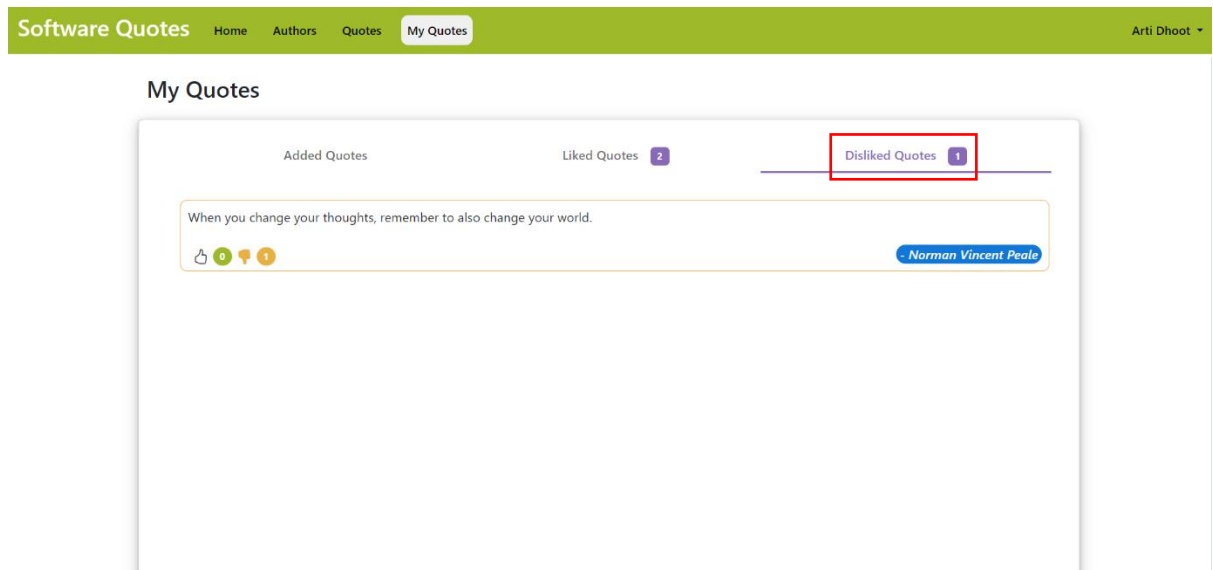 Software Quotes Home Authors Quotes My Quotes Arti Dhoot
My Quotes
Added Quotes Liked Quotes 2 Disliked Quotes 1
When you change your thoughts, remember to also change your world.
0 1 - Norman Vincent Peale